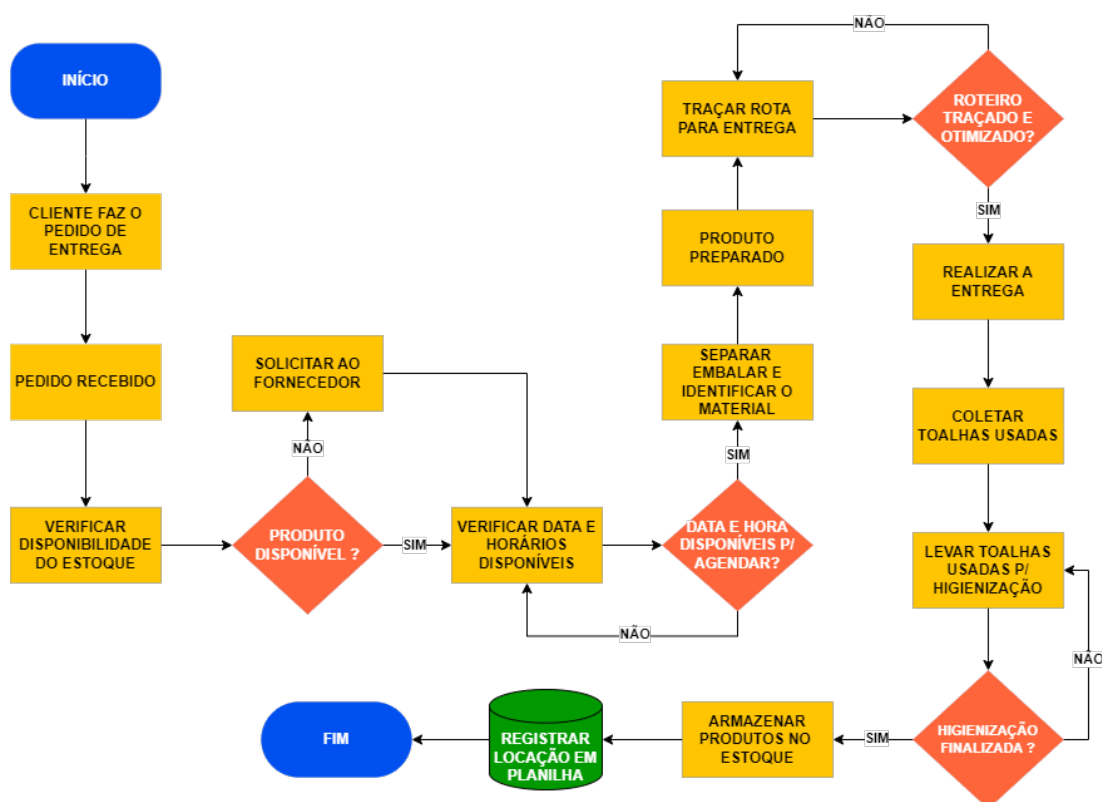 INÍCIO
CLIENTE FAZ O
PEDIDO DE
ENTREGA
PEDIDO RECEBIDO
VERIFICAR
DISPONIBILIDADE
DO ESTOQUE
PRODUTO
DISPONÍVEL ?
NÃO
SOLICITAR AO
FORNECEDOR
SIM
VERIFICAR DATA E
HORÁRIOS
DISPONÍVEIS
DATA E HORA
DISPONÍVEIS P/
AGENDAR?
NÃO
SIM
SEPARAR
EMBALAR E
IDENTIFICAR O
MATERIAL
PRODUTO
PREPARADO
TRAÇAR ROTA
PARA ENTREGA
ROTEIRO
TRAÇADO E
OTIMIZADO?
NÃO
SIM
REALIZAR A
ENTREGA
COLETAR
TOALHAS USADAS
LEVAR TOALHAS
USADAS P/
HIGIENIZAÇÃO
HIGIENIZAÇÃO
FINALIZADA ?
NÃO
SIM
ARMAZENAR
PRODUTOS NO
ESTOQUE
REGISTRAR
LOCAÇÃO EM
PLANILHA
FIM